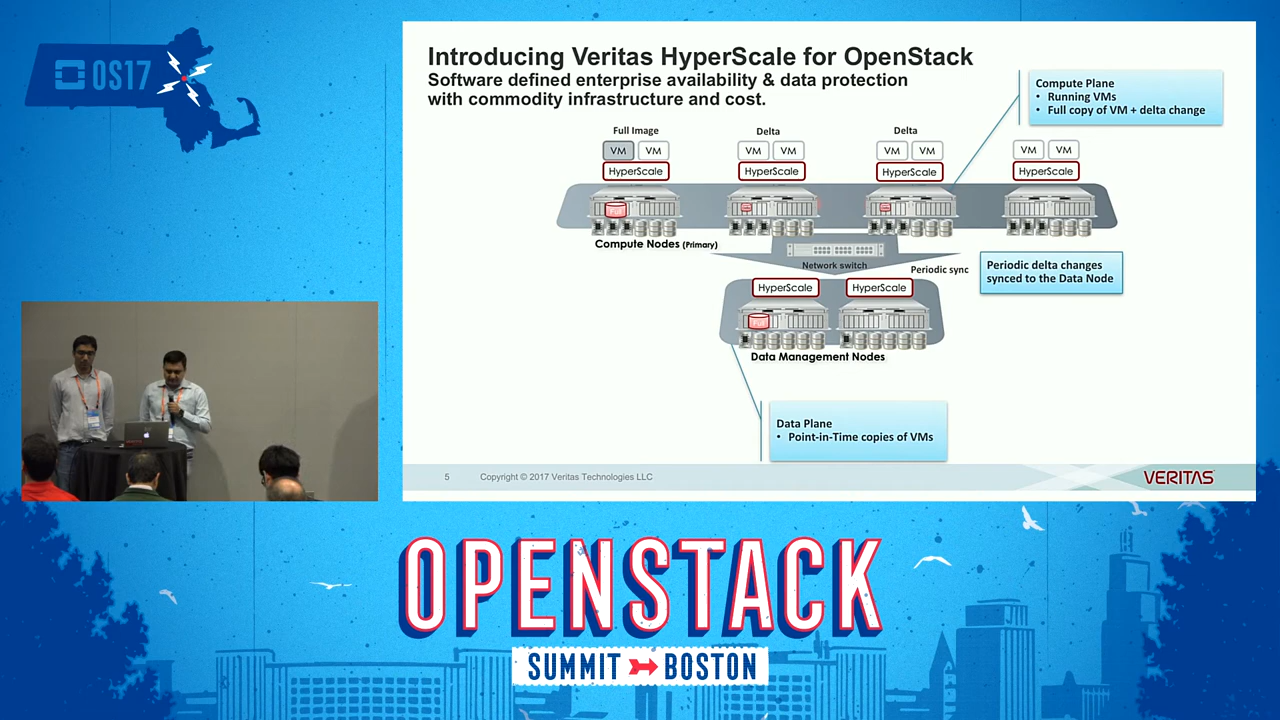 OS17
Introducing Veritas HyperScale for OpenStack
Software defined enterprise availability & data protection
with commodity infrastructure and cost.
Compute Plane
• Running VMs
• Full copy of VM + delta change
Full Image
Delta
Delta
VM VM
VM VM
VM VM
VM VM
HyperScale
HyperScale
HyperScale
HyperScale
Compute Nodes (Primary)
Network switch
Periodic sync
Periodic delta changes
synced to the Data Node
HyperScale
HyperScale
Data Management Nodes
Data Plane
• Point-in-Time copies of VMs
5
Copyright © 2017 Veritas Technologies LLC
VERITAS
OPENSTACK
SUMMIT BOSTON